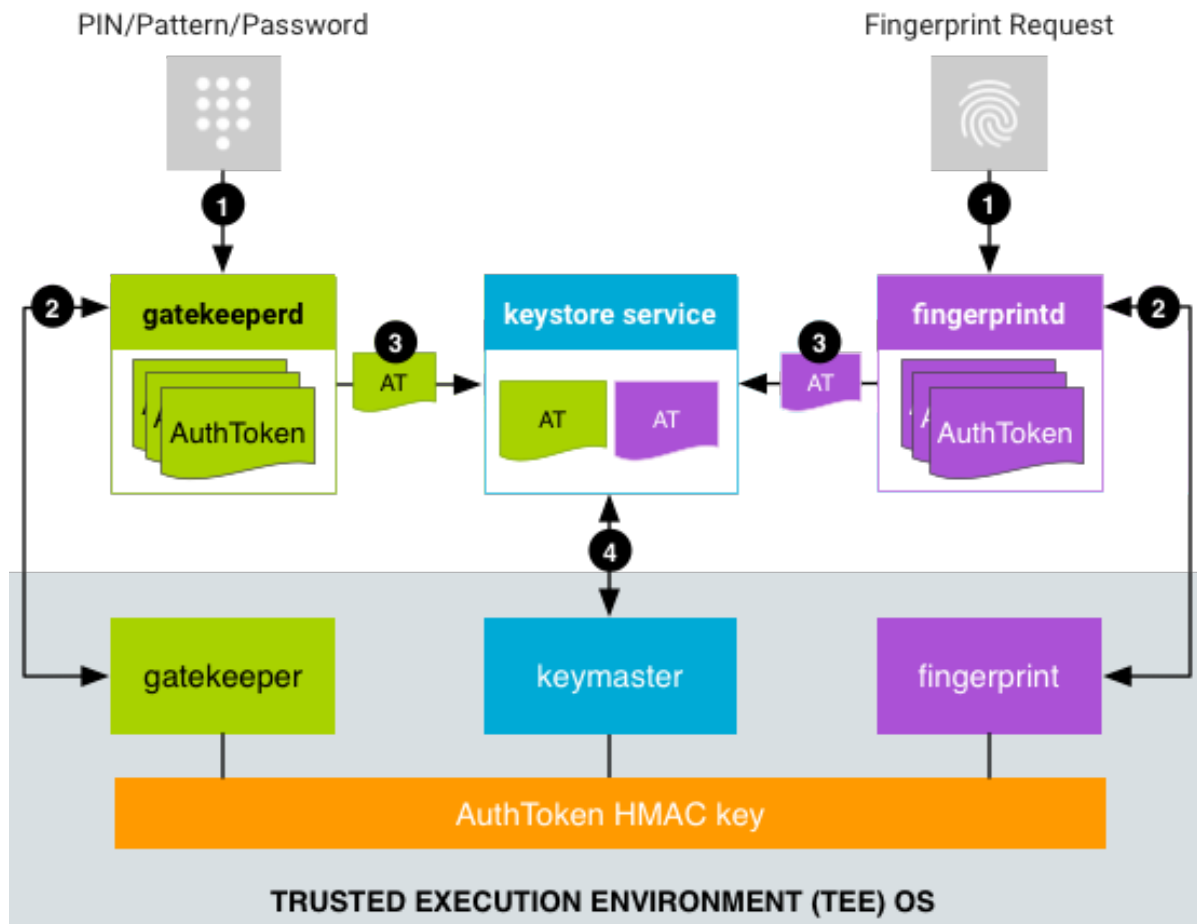 PIN/Pattern/Password
Fingerprint Request
1
1
2
gatekeeperd
keystore service
fingerprintd
2
3
AT
3
AT
AuthToken
AT
AT
AuthToken
4
gatekeeper
keymaster
fingerprint
AuthToken HMAC key
TRUSTED EXECUTION ENVIRONMENT (TEE) OS